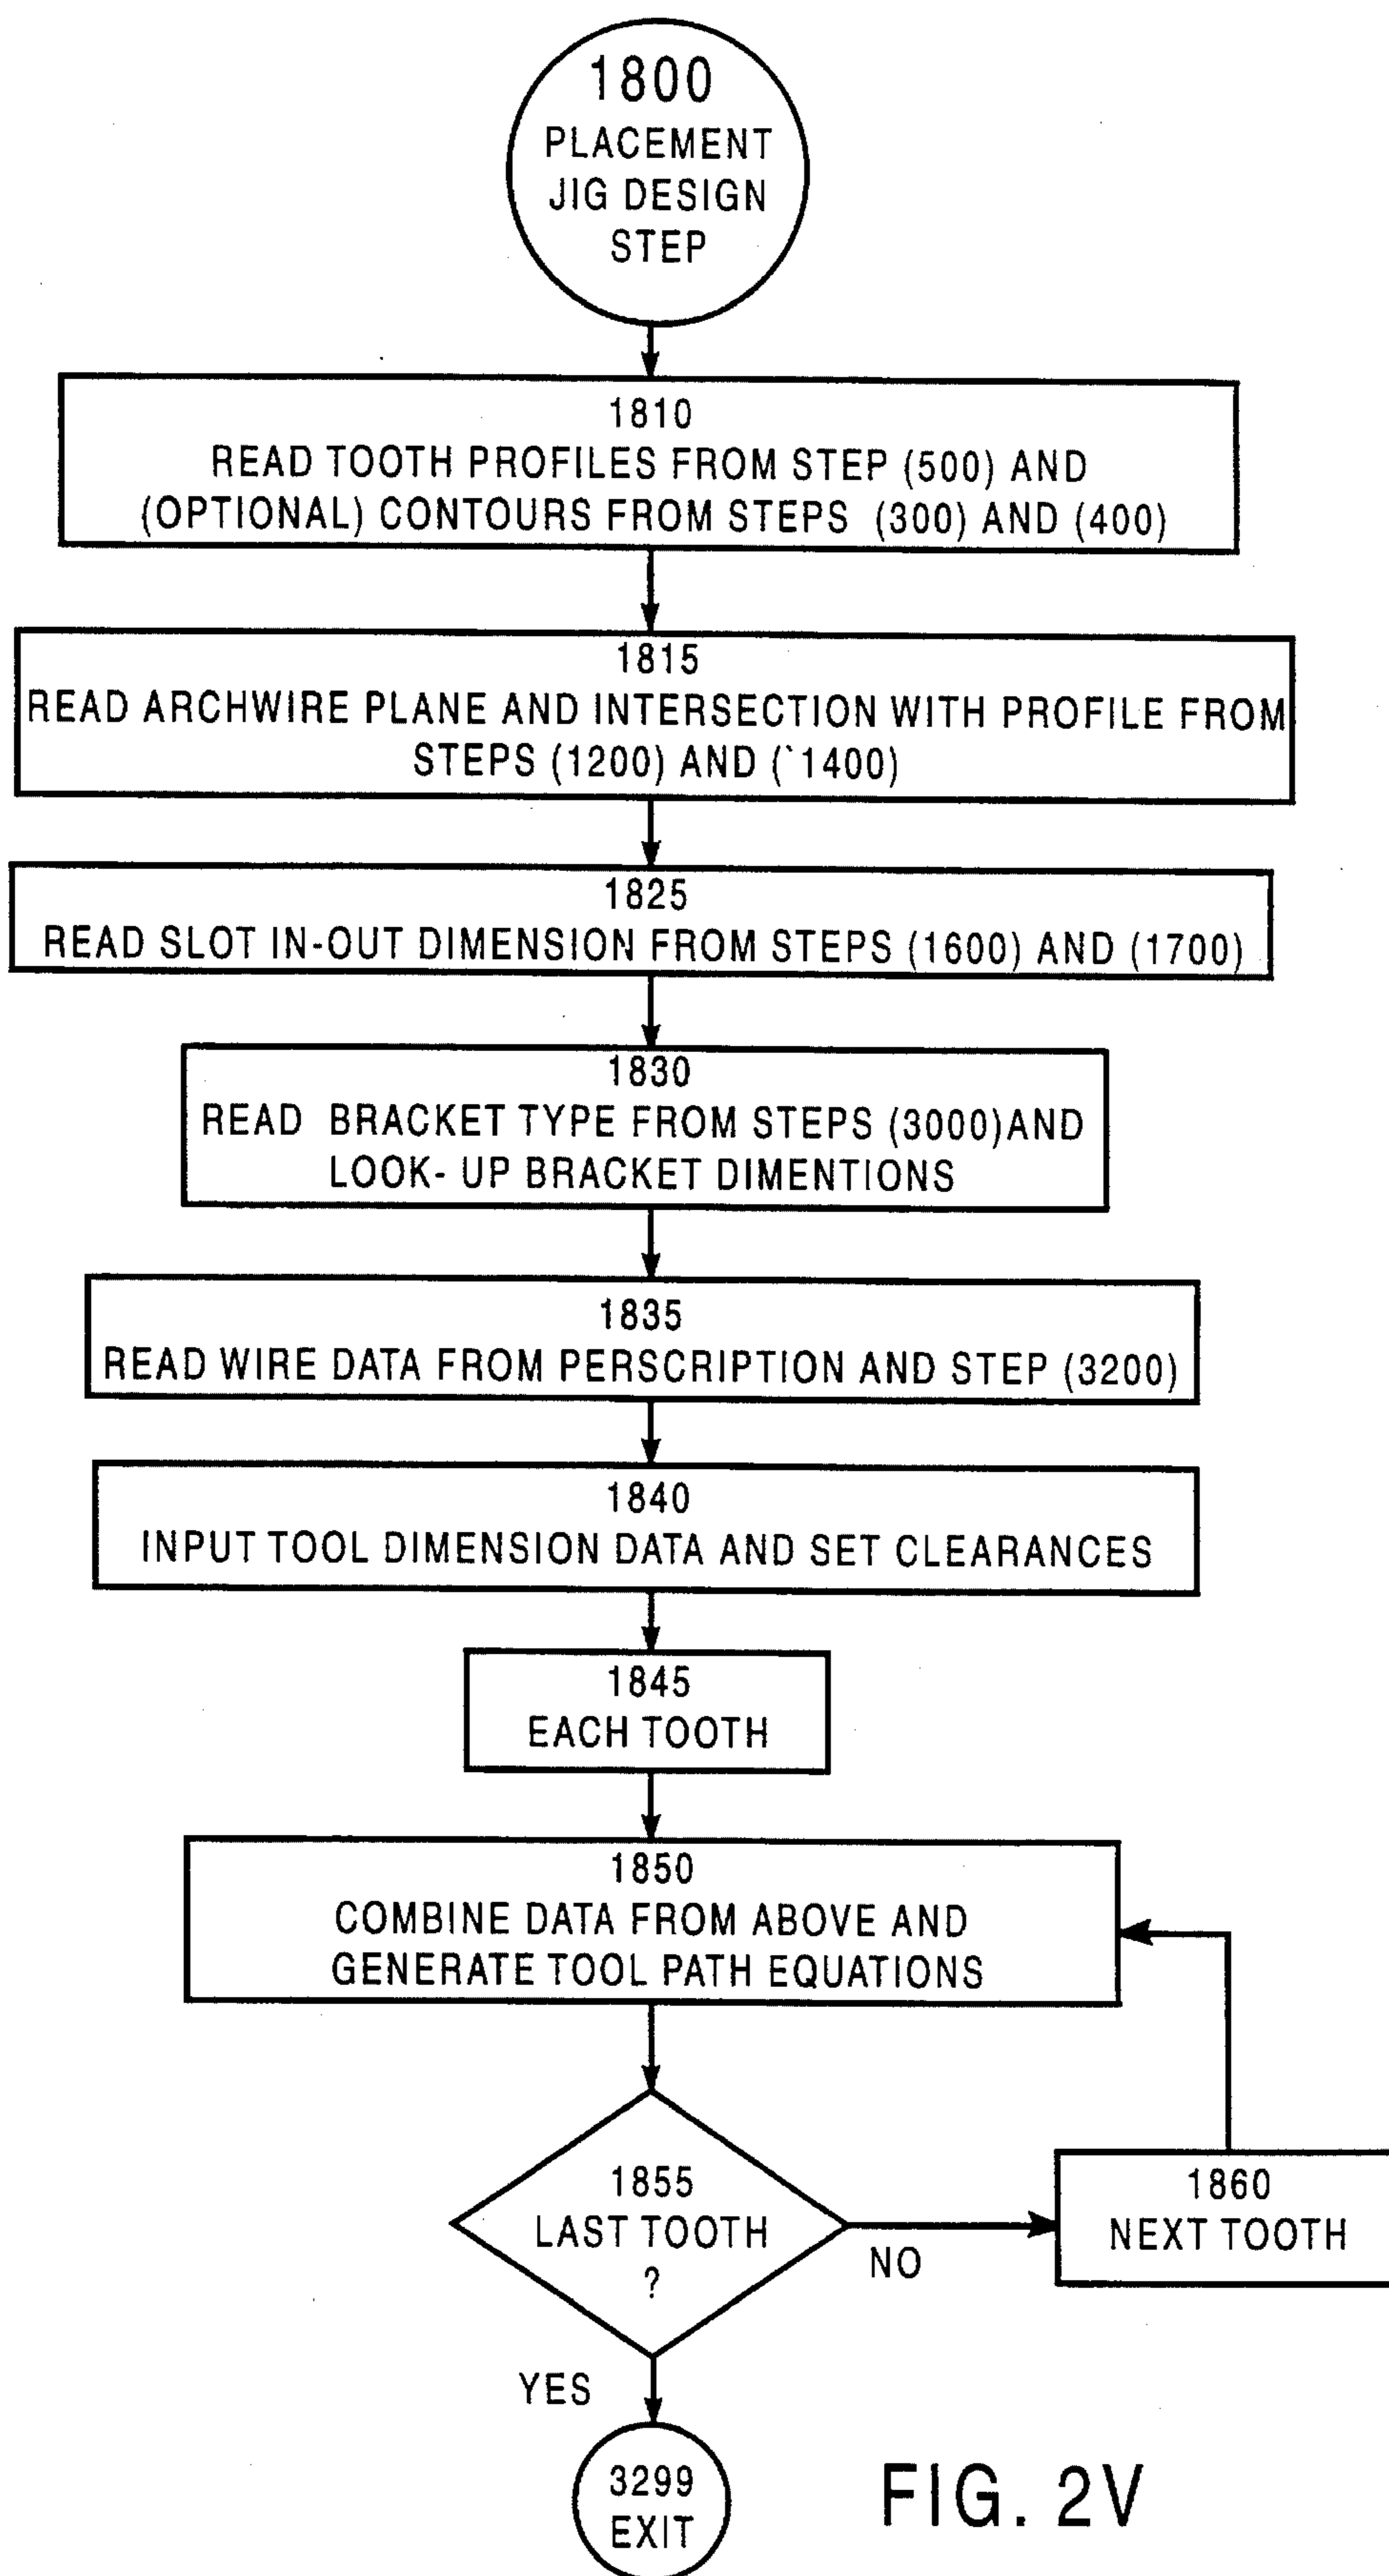 1800
PLACEMENT
JIG DESIGN
STEP
1810
READ TOOTH PROFILES FROM STEP (500) AND
(OPTIONAL) CONTOURS FROM STEPS (300) AND (400)
1815
READ ARCHWIRE PLANE AND INTERSECTION WITH PROFILE FROM
STEPS (1200) AND (`1400)
1825
READ SLOT IN-OUT DIMENSION FROM STEPS (1600) AND (1700)
1830
READ BRACKET TYPE FROM STEPS (3000)AND
LOOK- UP BRACKET DIMENTIONS
1835
READ WIRE DATA FROM PERSCRIPTION AND STEP (3200)
1840
INPUT TOOL DIMENSION DATA AND SET CLEARANCES
1845
EACH TOOTH
1850
COMBINE DATA FROM ABOVE AND
GENERATE TOOL PATH EQUATIONS
1855
LAST TOOTH
?
NO
1860
NEXT TOOTH
YES
3299
EXIT
FIG. 2V